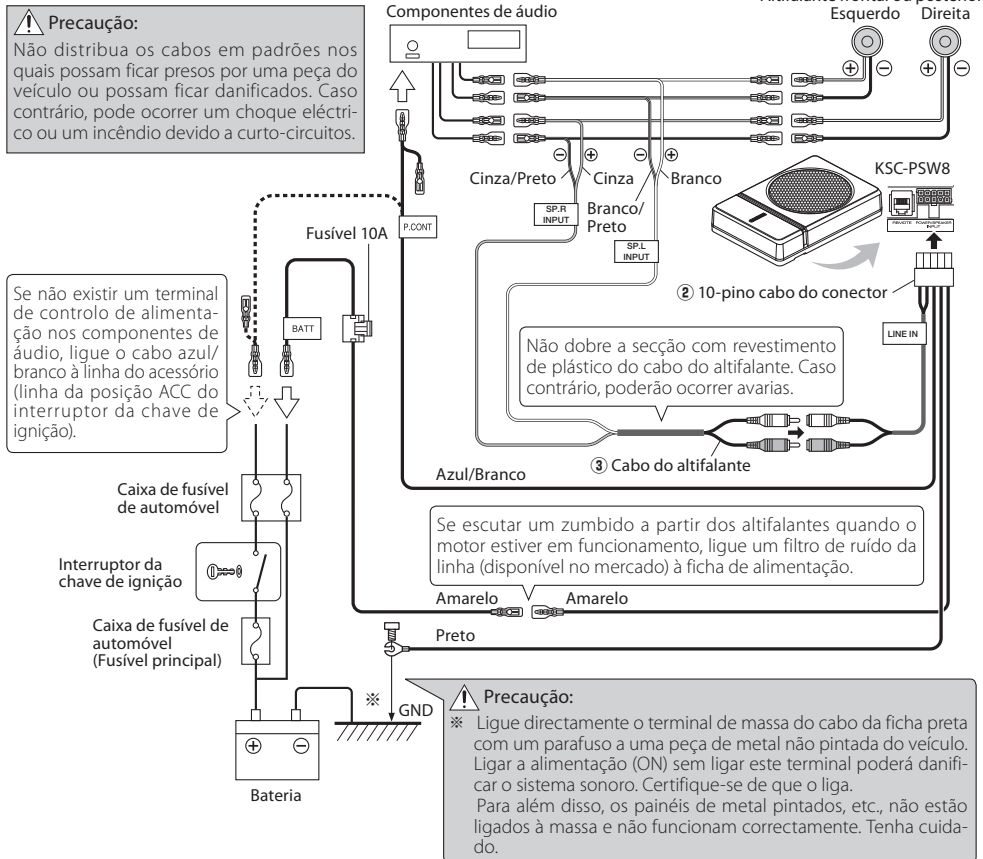 Altifalante frontal ou posterior
Componentes de áudio
Esquerdo Direita
Precaução:
Não distribua os cabos em padrões nos
quais possam ficar presos por uma peça do
veículo ou possam ficar danificados. Caso
contrário, pode ocorrer um choque eléctri-
co ou um incêndio devido a curto-circuitos.
Cinza/Preto
Cinza
Branco
Branco/
Preto
SP.R
INPUT
SP.L
INPUT
KSC-PSW8
REMOTE POWER/SPEAKER
INPUT
P.CONT
Fusível 10A
BATT
② 10-pino cabo do conector
LINE IN
Se não existir um terminal
de controlo de alimenta-
ção nos componentes de
áudio, ligue o cabo azul/
branco à linha do acessório
(linha da posição ACC do
interruptor da chave de
ignição).
Não dobre a secção com revestimento
de plástico do cabo do altifalante. Caso
contrário, poderão ocorrer avarias.
③ Cabo do altifalante
Azul/Branco
Caixa de fusível
de automóvel
Se escutar um zumbido a partir dos altifalantes quando o
motor estiver em funcionamento, ligue um filtro de ruído da
linha (disponível no mercado) à ficha de alimentação.
Interruptor da
chave de ignição
Amarelo Amarelo
Caixa de fusível de
automóvel
(Fusível principal)
Preto
※ GND
Bateria
Precaução:
※ Ligue directamente o terminal de massa do cabo da ficha preta
com um parafuso a uma peça de metal não pintada do veículo.
Ligar a alimentação (ON) sem ligar este terminal poderá danifi-
car o sistema sonoro. Certifique-se de que o liga.
Para além disso, os painéis de metal pintados, etc., não estão
ligados à massa e não funcionam correctamente. Tenha cuida-
do.